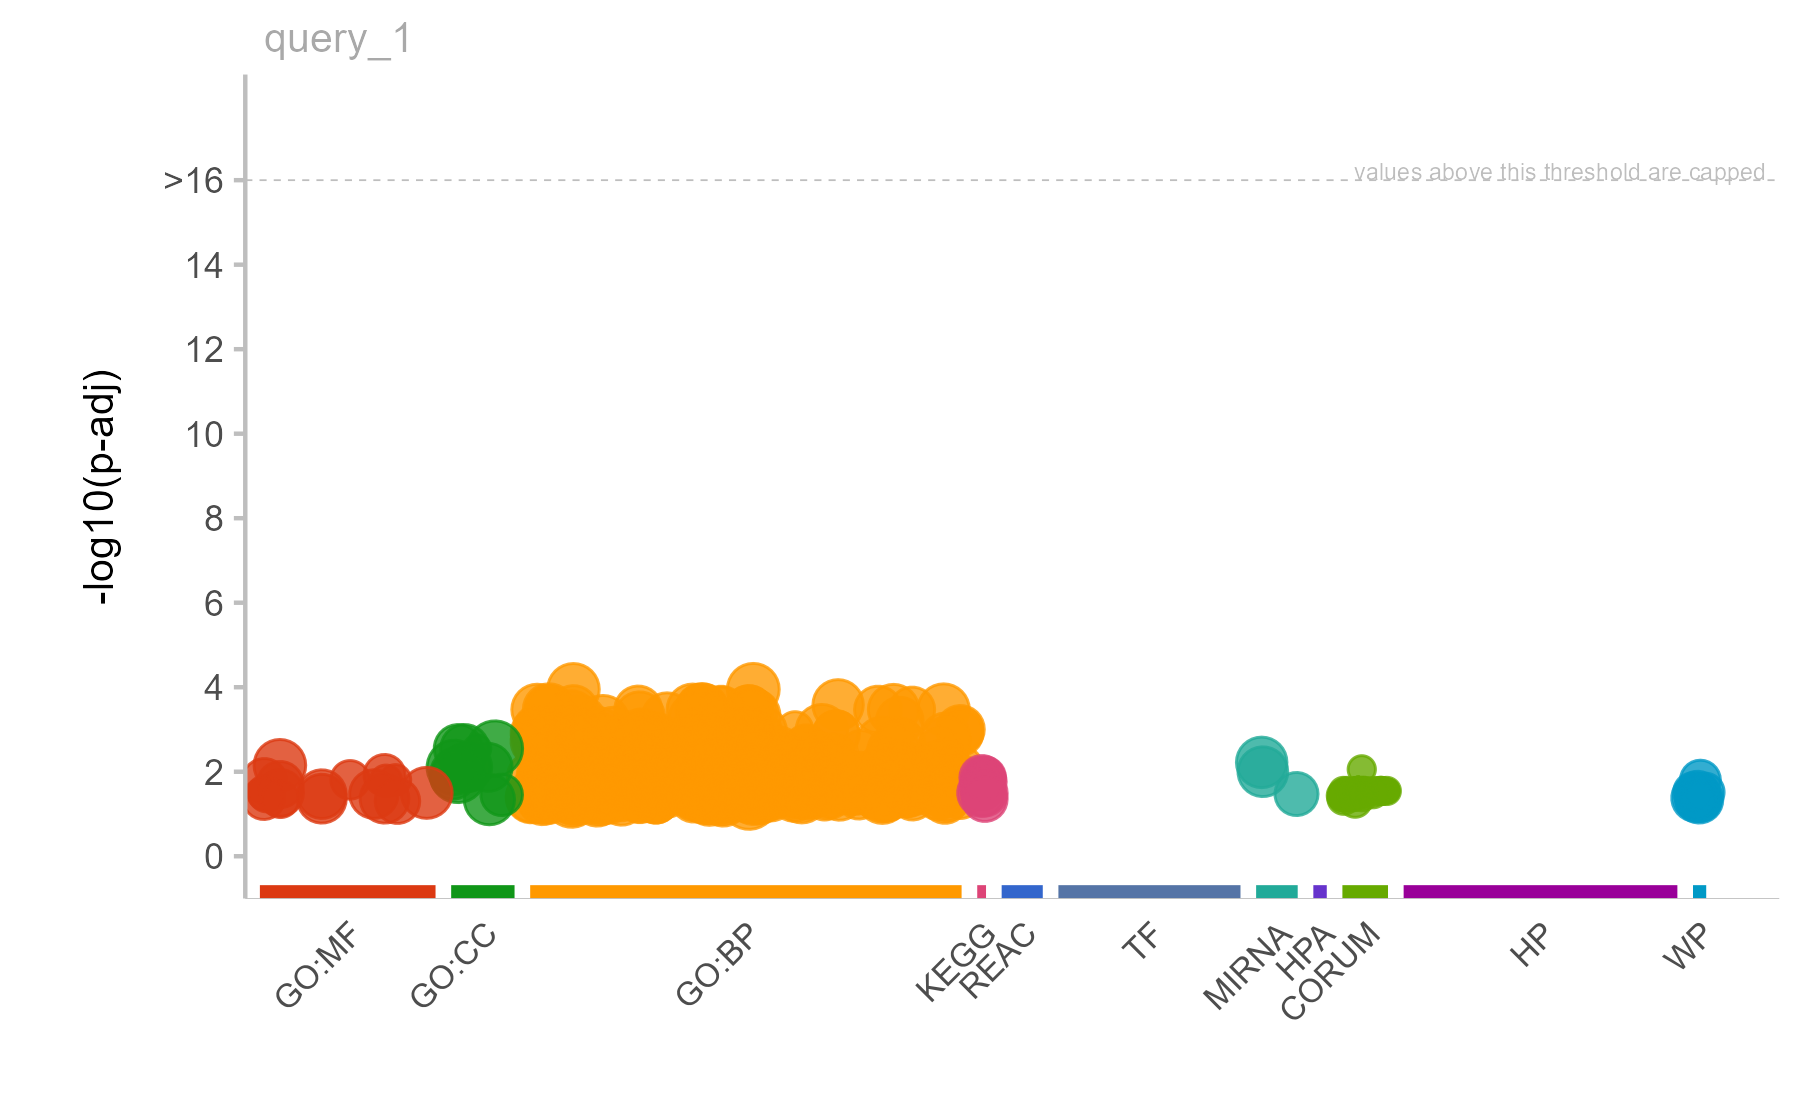 query_1
values above this threshold are capped
>16
14
12
10
8
6
4
2
0
-log10(p-adj)
GO:MF
GO:CC
GO:BP
KEGG
REAC
TF
MIRNA
HPA
CORUM
HP
WP